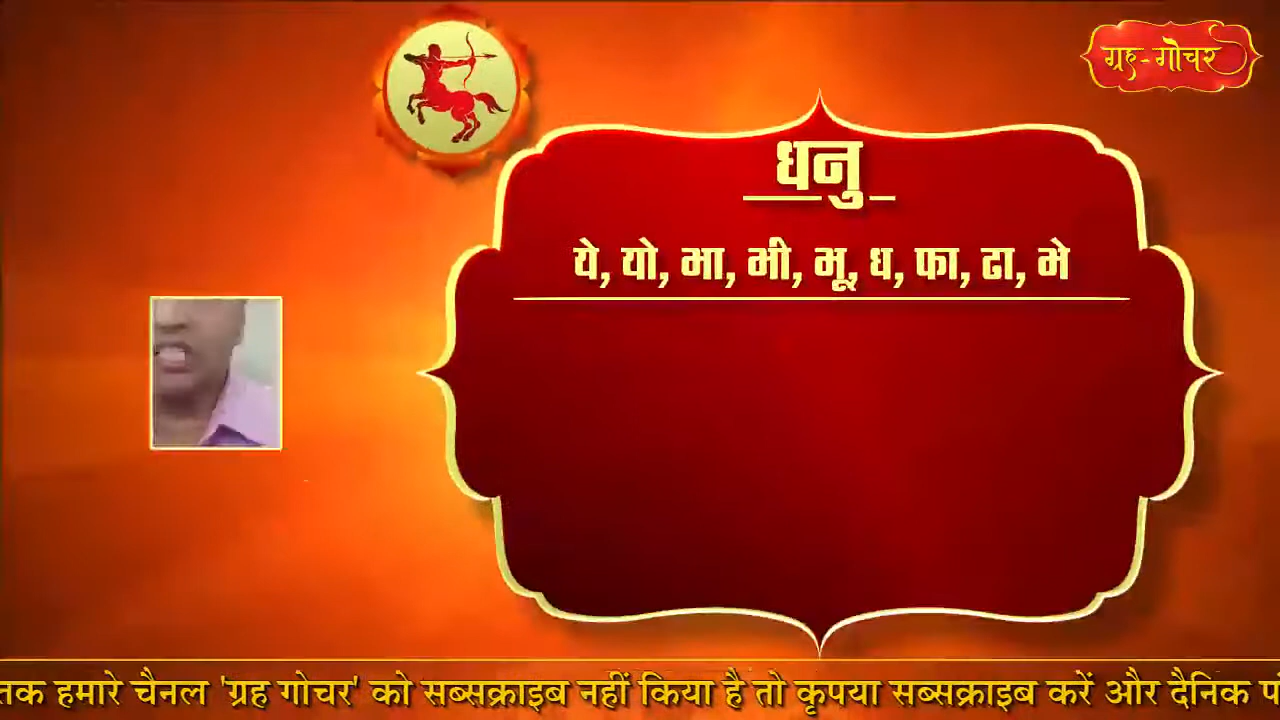 ग्रह-गोचर
धनु
ये, यो, भा, भी, भू, ध, फा, ढा, भे
तक हमारे चैनल 'ग्रह गोचर' को सब्सक्राइब नहीं किया है तो कृपया सब्सक्राइब करें और दैनिक